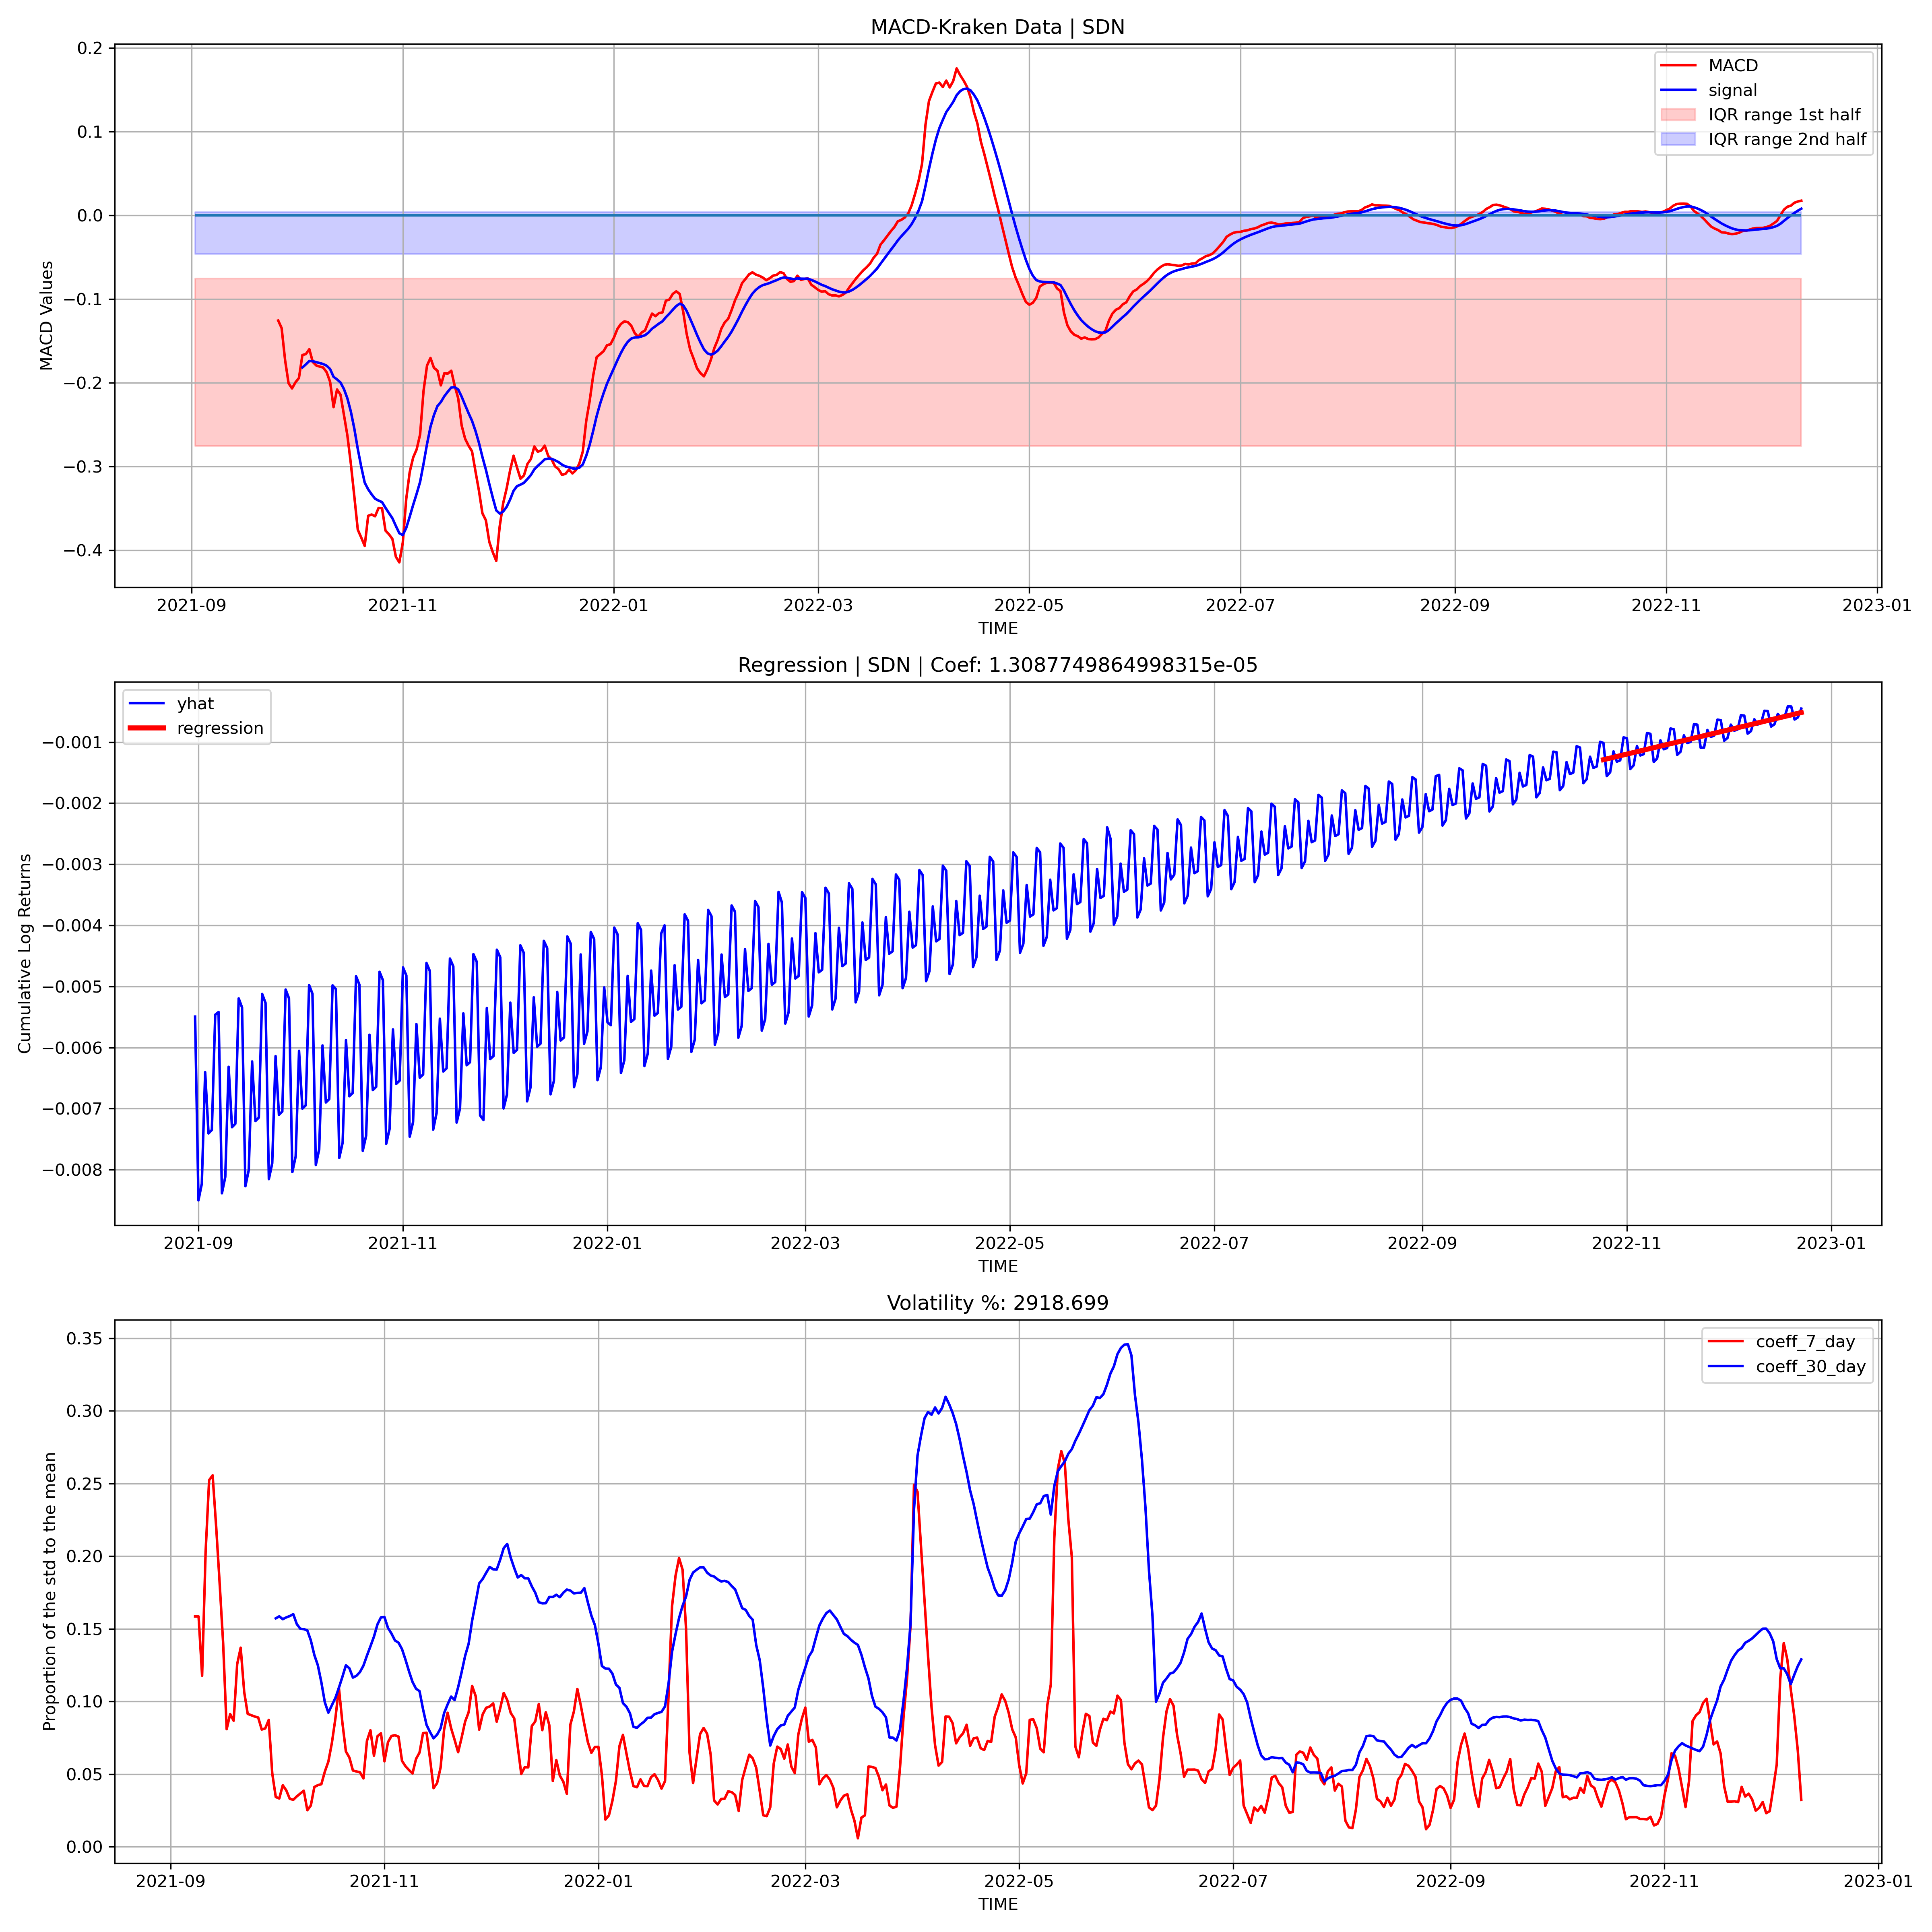 MACD-Kraken Data | SDN
MACD Values
0.2
0.1
0.0
−0.1
−0.2
−0.3
−0.4
MACD
signal
IQR range 1st half
IQR range 2nd half
2021-09 2021-11 2022-01 2022-03 2022-05 2022-07 2022-09 2022-11 2023-01
TIME
Regression | SDN | Coef: 1.3087749864998315e-05
Cumulative Log Returns
yhat
regression
−0.001
−0.002
−0.003
−0.004
−0.005
−0.006
−0.007
−0.008
2021-09 2021-11 2022-01 2022-03 2022-05 2022-07 2022-09 2022-11 2023-01
TIME
Volatility %: 2918.699
Proportion of the std to the mean
0.35
0.30
0.25
0.20
0.15
0.10
0.05
0.00
coeff_7_day
coeff_30_day
2021-09 2021-11 2022-01 2022-03 2022-05 2022-07 2022-09 2022-11 2023-01
TIME